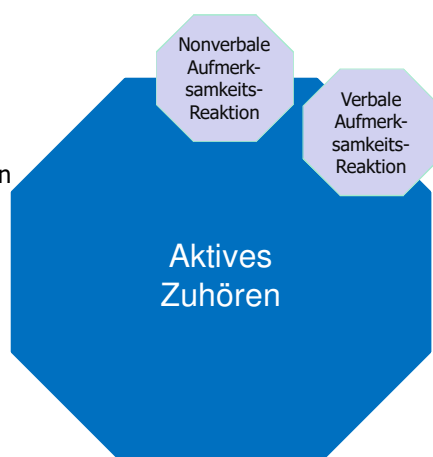 Nonverbale
Aufmerk-
samkeits-
Reaktion
Verbale
Aufmerk-
samkeits-
Reaktion
n
Aktives
Zuhören